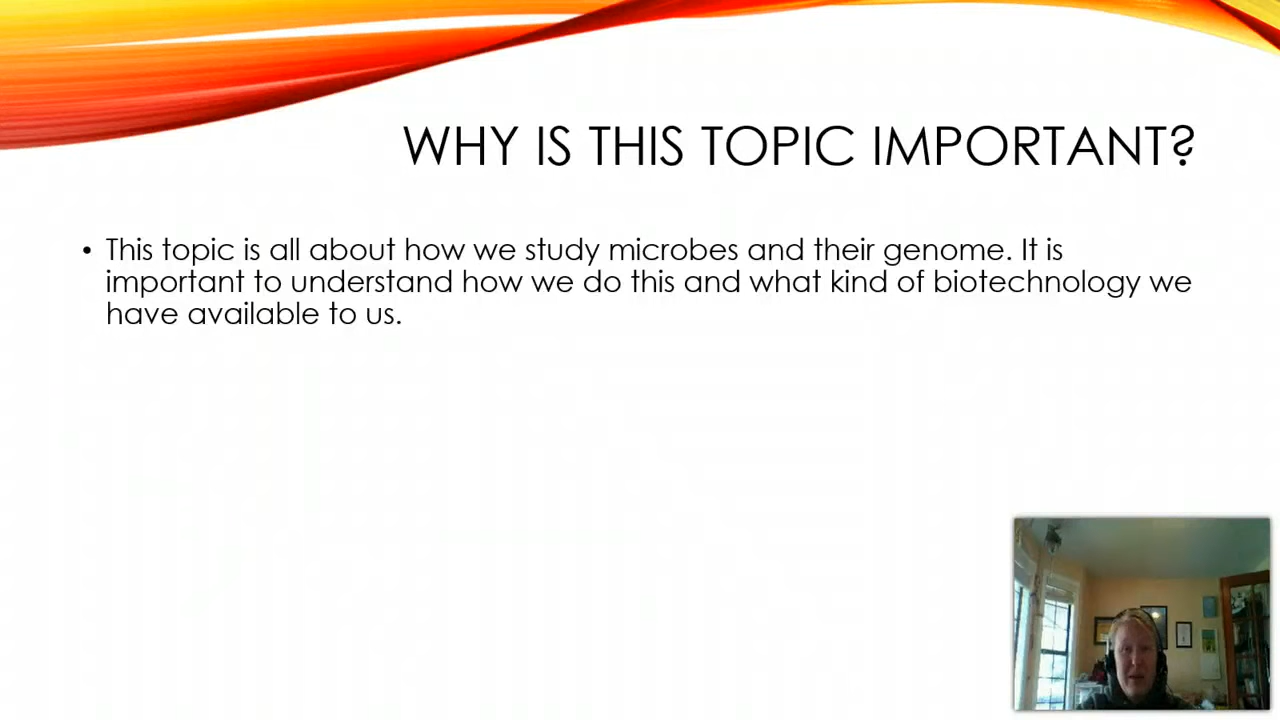 WHY IS THIS TOPIC IMPORTANT?
• This topic is all about how we study microbes and their genome. It is
important to understand how we do this and what kind of biotechnology we
have available to us.